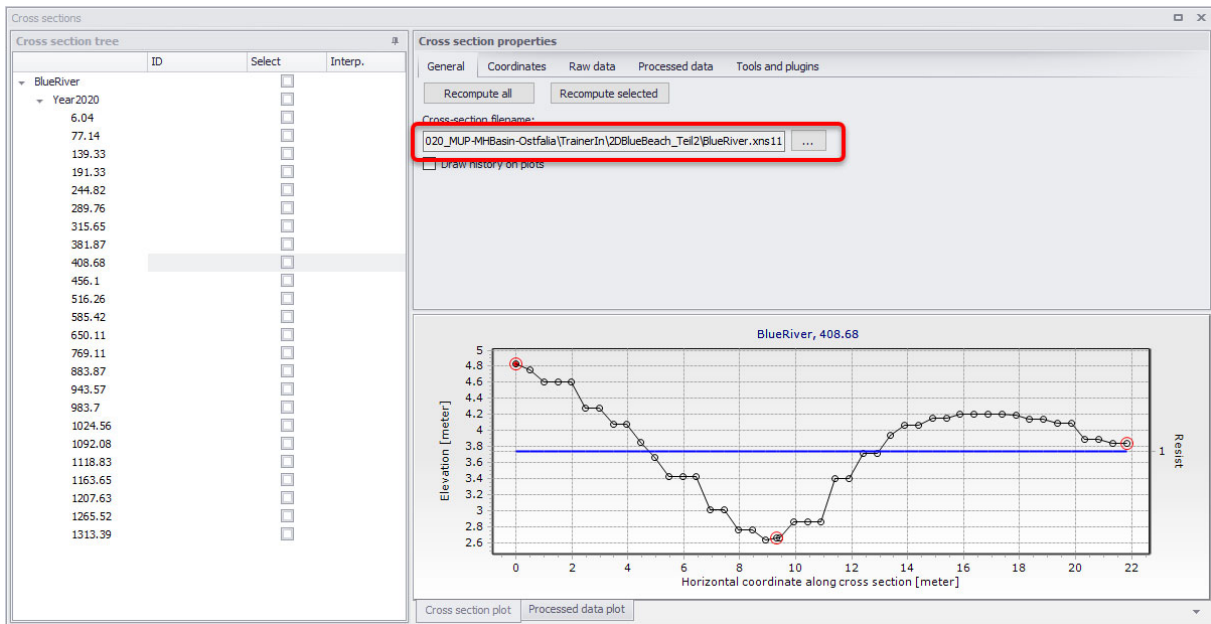 Cross sections
Cross section tree
ID Select Interp.
BlueRiver
Year2020
6.04
77.14
139.33
191.33
244.82
289.76
315.65
381.87
408.68
456.1
516.26
585.42
650.11
769.11
883.87
943.57
983.7
1024.56
1092.08
1118.83
1163.65
1207.63
1265.52
1313.39
Cross section properties
General Coordinates Raw data Processed data Tools and plugins
Recompute all Recompute selected
Cross-section filename:
020_MUP-MHBasin-Ostfalia\TrainerIn\2DBlueBeach_Teil2\BlueRiver.xns11 ...
Draw history on plots
BlueRiver, 408.68
5
4.8
4.6
4.4
4.2
4
3.8
3.6
3.4
3.2
3
2.8
2.6
Elevation [meter]
1
Resist
0 2 4 6 8 10 12 14 16 18 20 22
Horizontal coordinate along cross section [meter]
Cross section plot Processed data plot